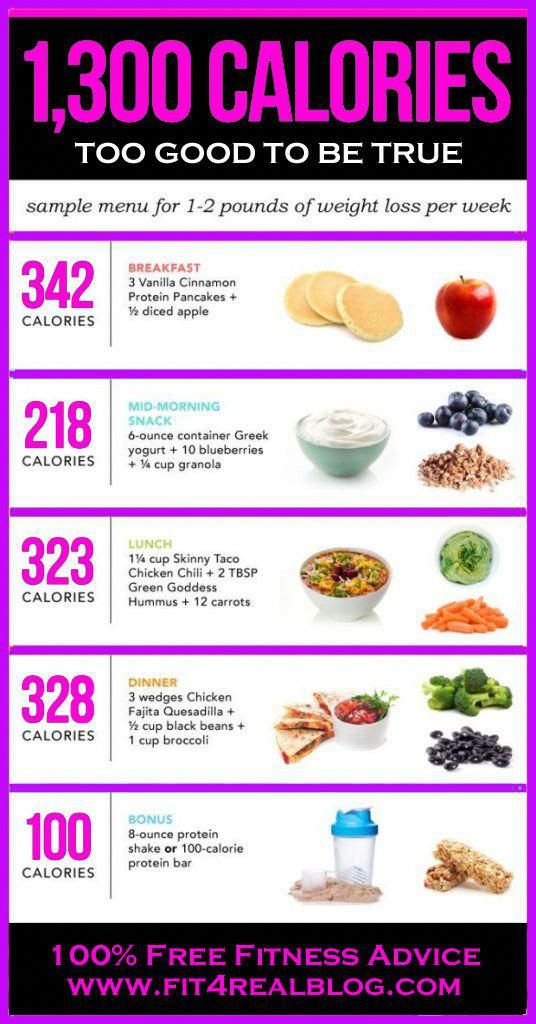 1,300 CALORIES
TOO GOOD TO BE TRUE
sample menu for 1-2 pounds of weight loss per week
342
CALORIES
BREAKFAST
3 Vanilla Cinnamon
Protein Pancakes +
½ diced apple
218
CALORIES
MID-MORNING
SNACK
6-ounce container Greek
yogurt + 10 blueberries
+ ¼ cup granola
323
CALORIES
LUNCH
1¼ cup Skinny Taco
Chicken Chili + 2 TBSP
Green Goddess
Hummus + 12 carrots
328
CALORIES
DINNER
3 wedges Chicken
Fajita Quesadilla +
½ cup black beans +
1 cup broccoli
100
CALORIES
BONUS
8-ounce protein
shake or 100-calorie
protein bar
100% FREE FITNESS ADVICE
WWW.FIT4REALBLOG.COM